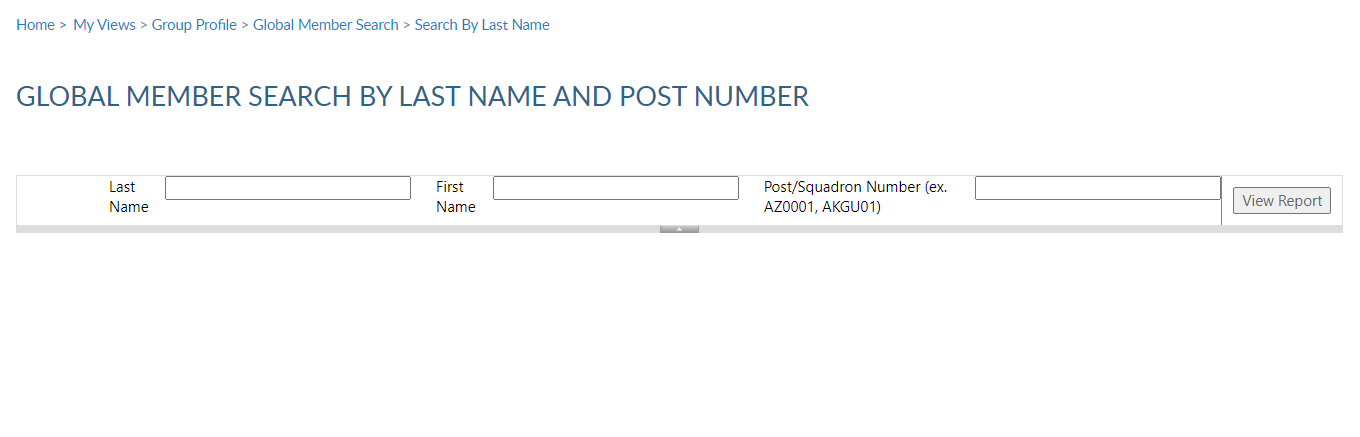 Home > My Views > Group Profile > Global Member Search > Search By Last Name
GLOBAL MEMBER SEARCH BY LAST NAME AND POST NUMBER
Last Name
First Name
Post/Squadron Number (ex. AZ0001, AKGU01)
View Report